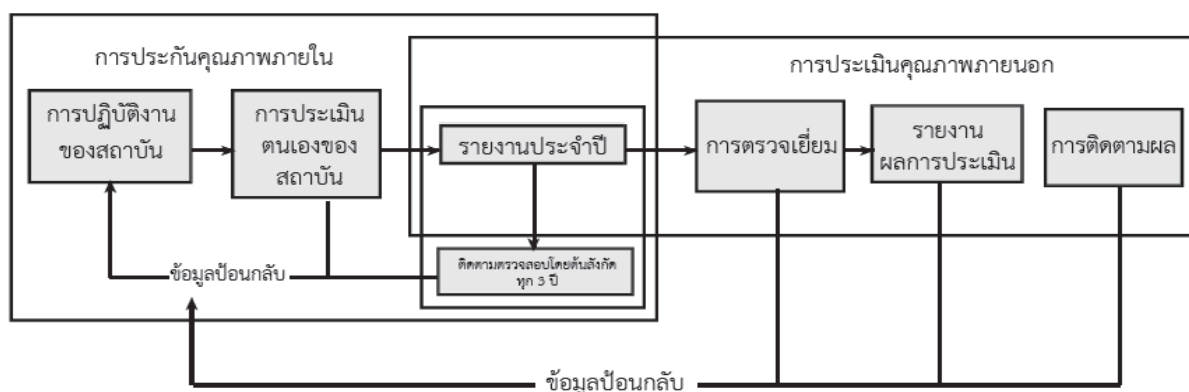 การประกันคุณภาพภายใน
การประเมินคุณภาพภายนอก
การปฏิบัติงาน
ของสถาบัน
การประเมิน
ตนเองของ
สถาบัน
รายงานประจำปี
การตรวจเยี่ยม
รายงาน
ผลการประเมิน
การติดตามผล
ติดตามตรวจสอบโดยต้นสังกัด
ทุก 3 ปี
ข้อมูลป้อนกลับ
ข้อมูลป้อนกลับ